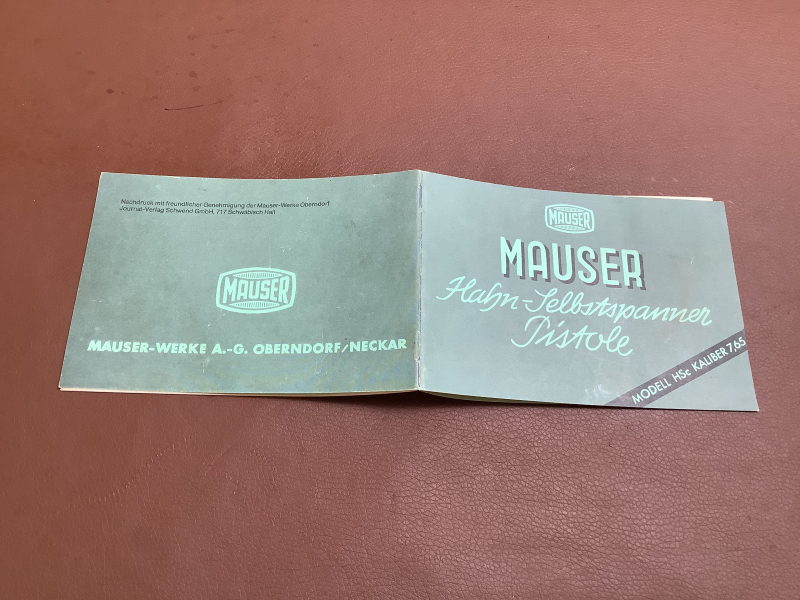 Nachdruck mit freundlicher Genehmigung der Mauser-Werke Oberndorf
Journal-Verlag Schwend GmbH, 717 Schwäbisch Hall
MAUSER
MAUSER-WERKE A.-G. OBERNDORF/NECKAR
MAUSER
MAUSER
Hahn-Selbstspanner
Pistole
MODELL HSc KALIBER 7,65